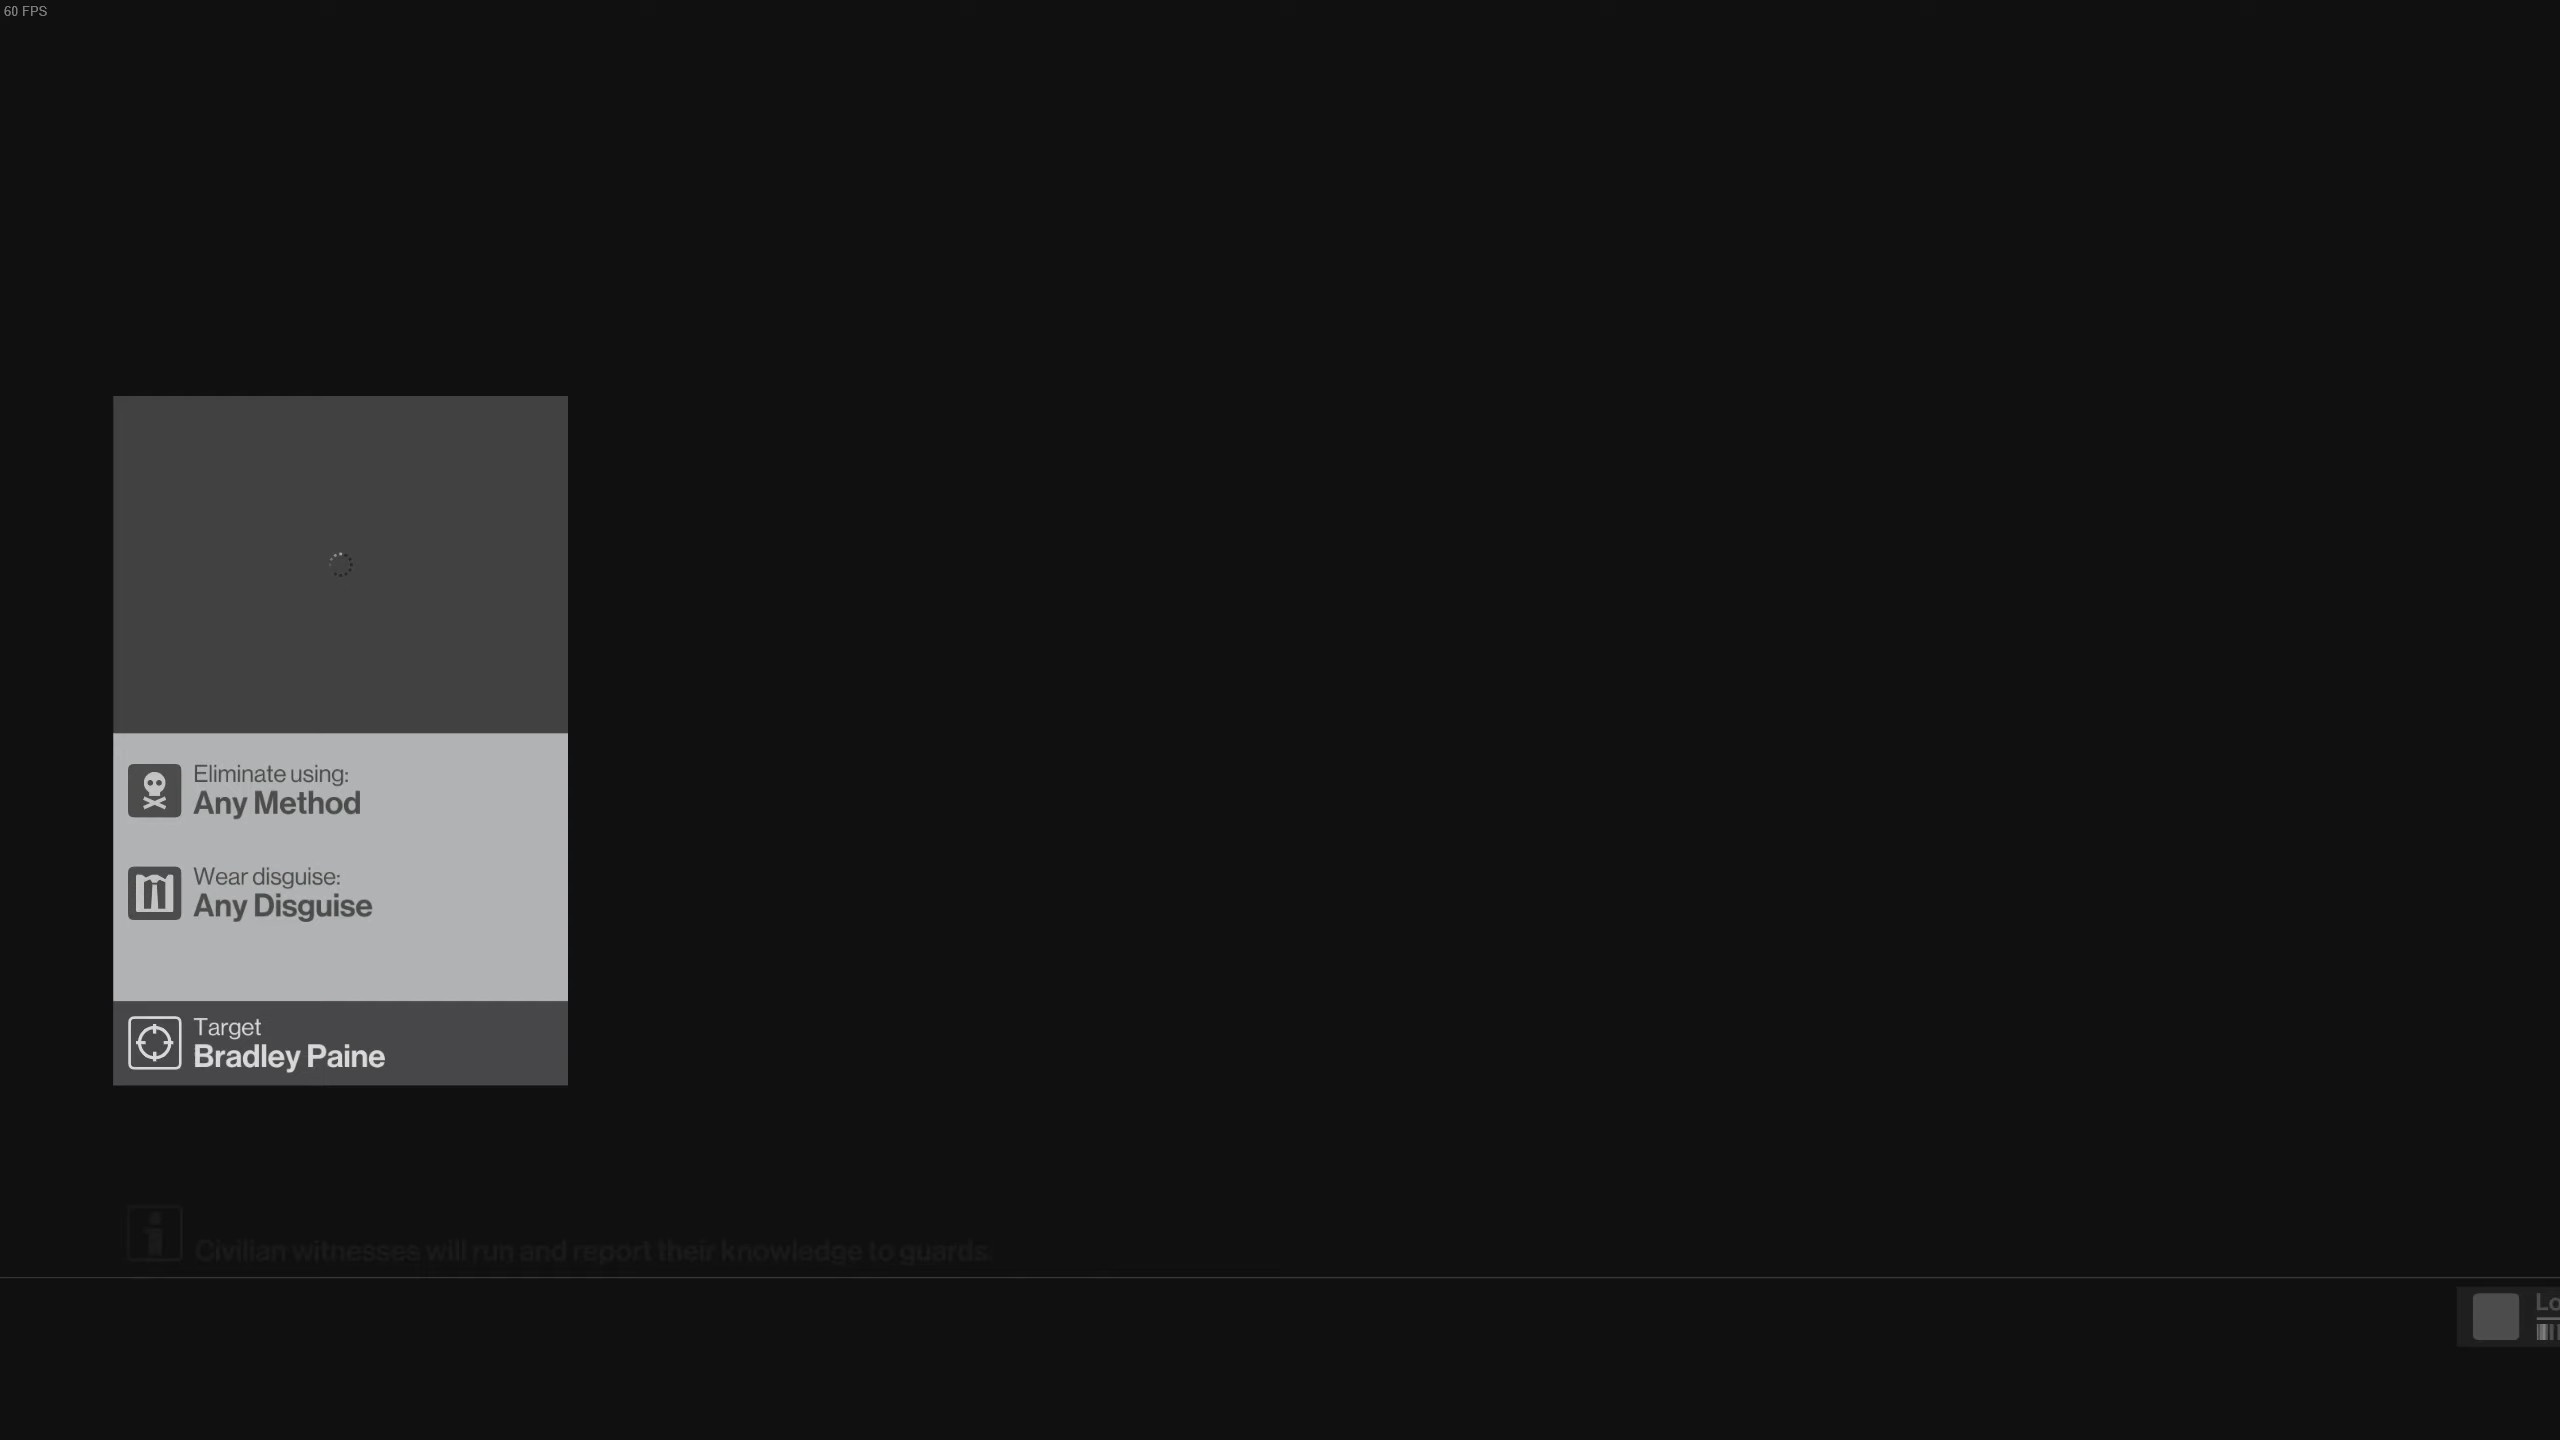 60 FPS
Eliminate using:
Any Method
Wear disguise:
Any Disguise
Target
Bradley Paine
Civilian witnesses will run and report their knowledge to guards.
Lo